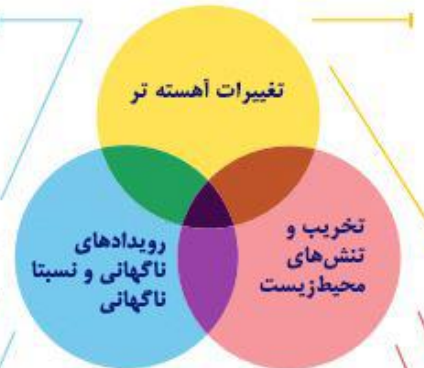 تغییرات آهسته تر
تخریب و
تنش‌های
محیط‌زیست
رویدادهای
ناگهانی و نسبتا
ناگهانی